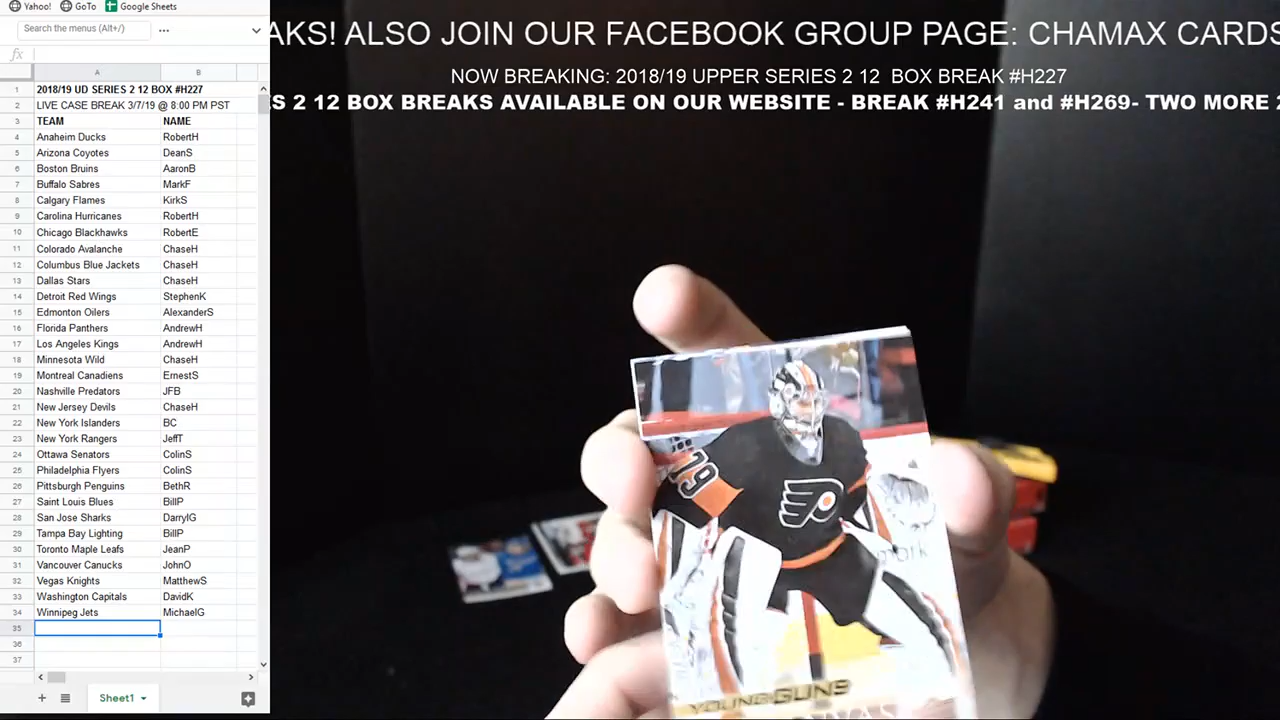 Yahoo! GoTo Google Sheets
Search the menus (Alt+/)
fx
A B
1 2018/19 UD SERIES 2 12 BOX #H227
2 LIVE CASE BREAK 3/7/19 @ 8:00 PM PST
3 TEAM NAME
4 Anaheim Ducks RobertH
5 Arizona Coyotes DeanS
6 Boston Bruins AaronB
7 Buffalo Sabres MarkF
8 Calgary Flames KirkS
9 Carolina Hurricanes RobertH
10 Chicago Blackhawks RobertE
11 Colorado Avalanche ChaseH
12 Columbus Blue Jackets ChaseH
13 Dallas Stars ChaseH
14 Detroit Red Wings StephenK
15 Edmonton Oilers AlexanderS
16 Florida Panthers AndrewH
17 Los Angeles Kings AndrewH
18 Minnesota Wild ChaseH
19 Montreal Canadiens ErnestS
20 Nashville Predators JFB
21 New Jersey Devils ChaseH
22 New York Islanders BC
23 New York Rangers JeffT
24 Ottawa Senators ColinS
25 Philadelphia Flyers ColinS
26 Pittsburgh Penguins BethR
27 Saint Louis Blues BillP
28 San Jose Sharks DarrylG
29 Tampa Bay Lighting BillP
30 Toronto Maple Leafs JeanP
31 Vancouver Canucks JohnO
32 Vegas Knights MatthewS
33 Washington Capitals DavidK
34 Winnipeg Jets MichaelG
35
36
37
Sheet1
AKS! ALSO JOIN OUR FACEBOOK GROUP PAGE: CHAMAX CARDS
NOW BREAKING: 2018/19 UPPER SERIES 2 12 BOX BREAK #H227
S 2 12 BOX BREAKS AVAILABLE ON OUR WEBSITE - BREAK #H241 and #H269- TWO MORE
79
YOUNG GUNS